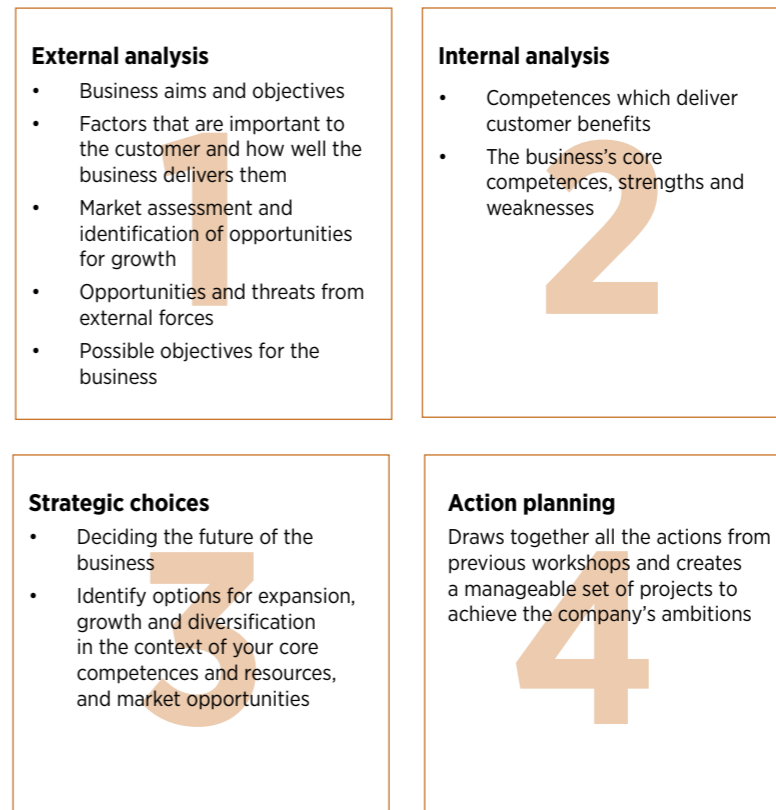 External analysis
• Business aims and objectives
• Factors that are important to
the customer and how well the
business delivers them
• Market assessment and
identification of opportunities
for growth
• Opportunities and threats from
external forces
• Possible objectives for the
business
1
Internal analysis
• Competences which deliver
customer benefits
• The business’s core
competences, strengths and
weaknesses
2
Strategic choices
• Deciding the future of the
business
• Identify options for expansion,
growth and diversification
in the context of your core
competences and resources,
and market opportunities
3
Action planning
Draws together all the actions from
previous workshops and creates
a manageable set of projects to
achieve the company’s ambitions
4